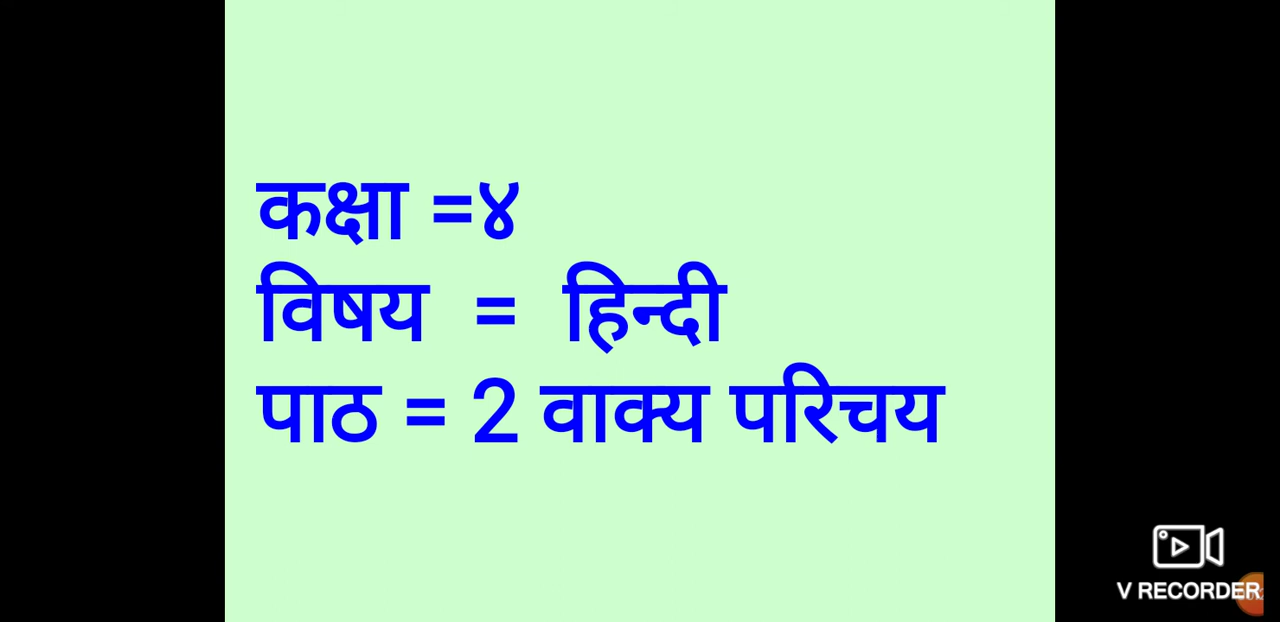 कक्षा =४
विषय = हिन्दी
पाठ = 2 वाक्य परिचय
V RECORDER